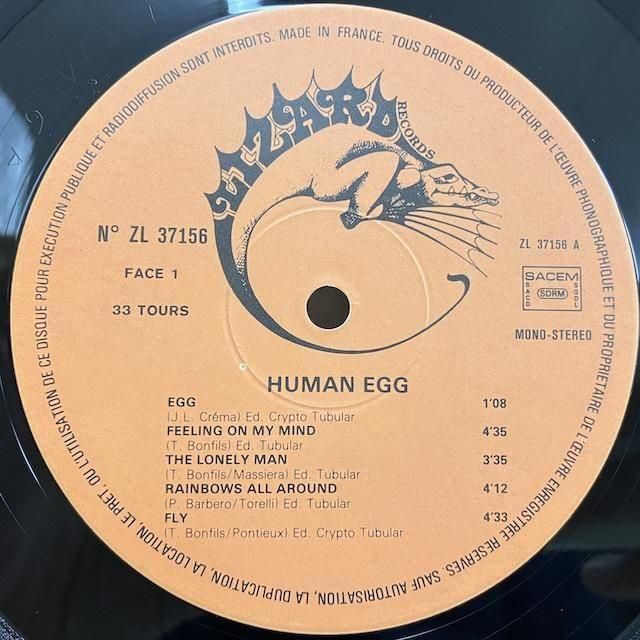 DE CE DISQUE POUR EXECUTION PUBLIQUE ET RADIODIFFUSION SONT INTERDITS. MADE IN FRANCE. TOUS DROITS DU PRODUCTEUR DE L'ŒUVRE PHONOGRAPHIQUE ET DU PROPRIETAIRE DE L'ŒUVRE ENREGISTREE RESERVES. SAUF AUTORISATION, LA DUPLICATION, LA LOCATION, LE PRET, OU L'UTILISATION
LIZARD
RECORDS
N° ZL 37156
FACE 1
33 TOURS
ZL 37156 A
SACEM
SACD
SDRM
SGDL
MONO-STEREO
HUMAN EGG
EGG 1'08
(J.L. Créma) Ed. Crypto Tubular
FEELING ON MY MIND 4'35
(T. Bonfils) Ed. Tubular
THE LONELY MAN 3'35
(T. Bonfils/Massiera) Ed. Tubular
RAINBOWS ALL AROUND 4'12
(P. Barbero/Torelli) Ed. Tubular
FLY 4'33
(T. Bonfils/Pontieux) Ed. Crypto Tubular